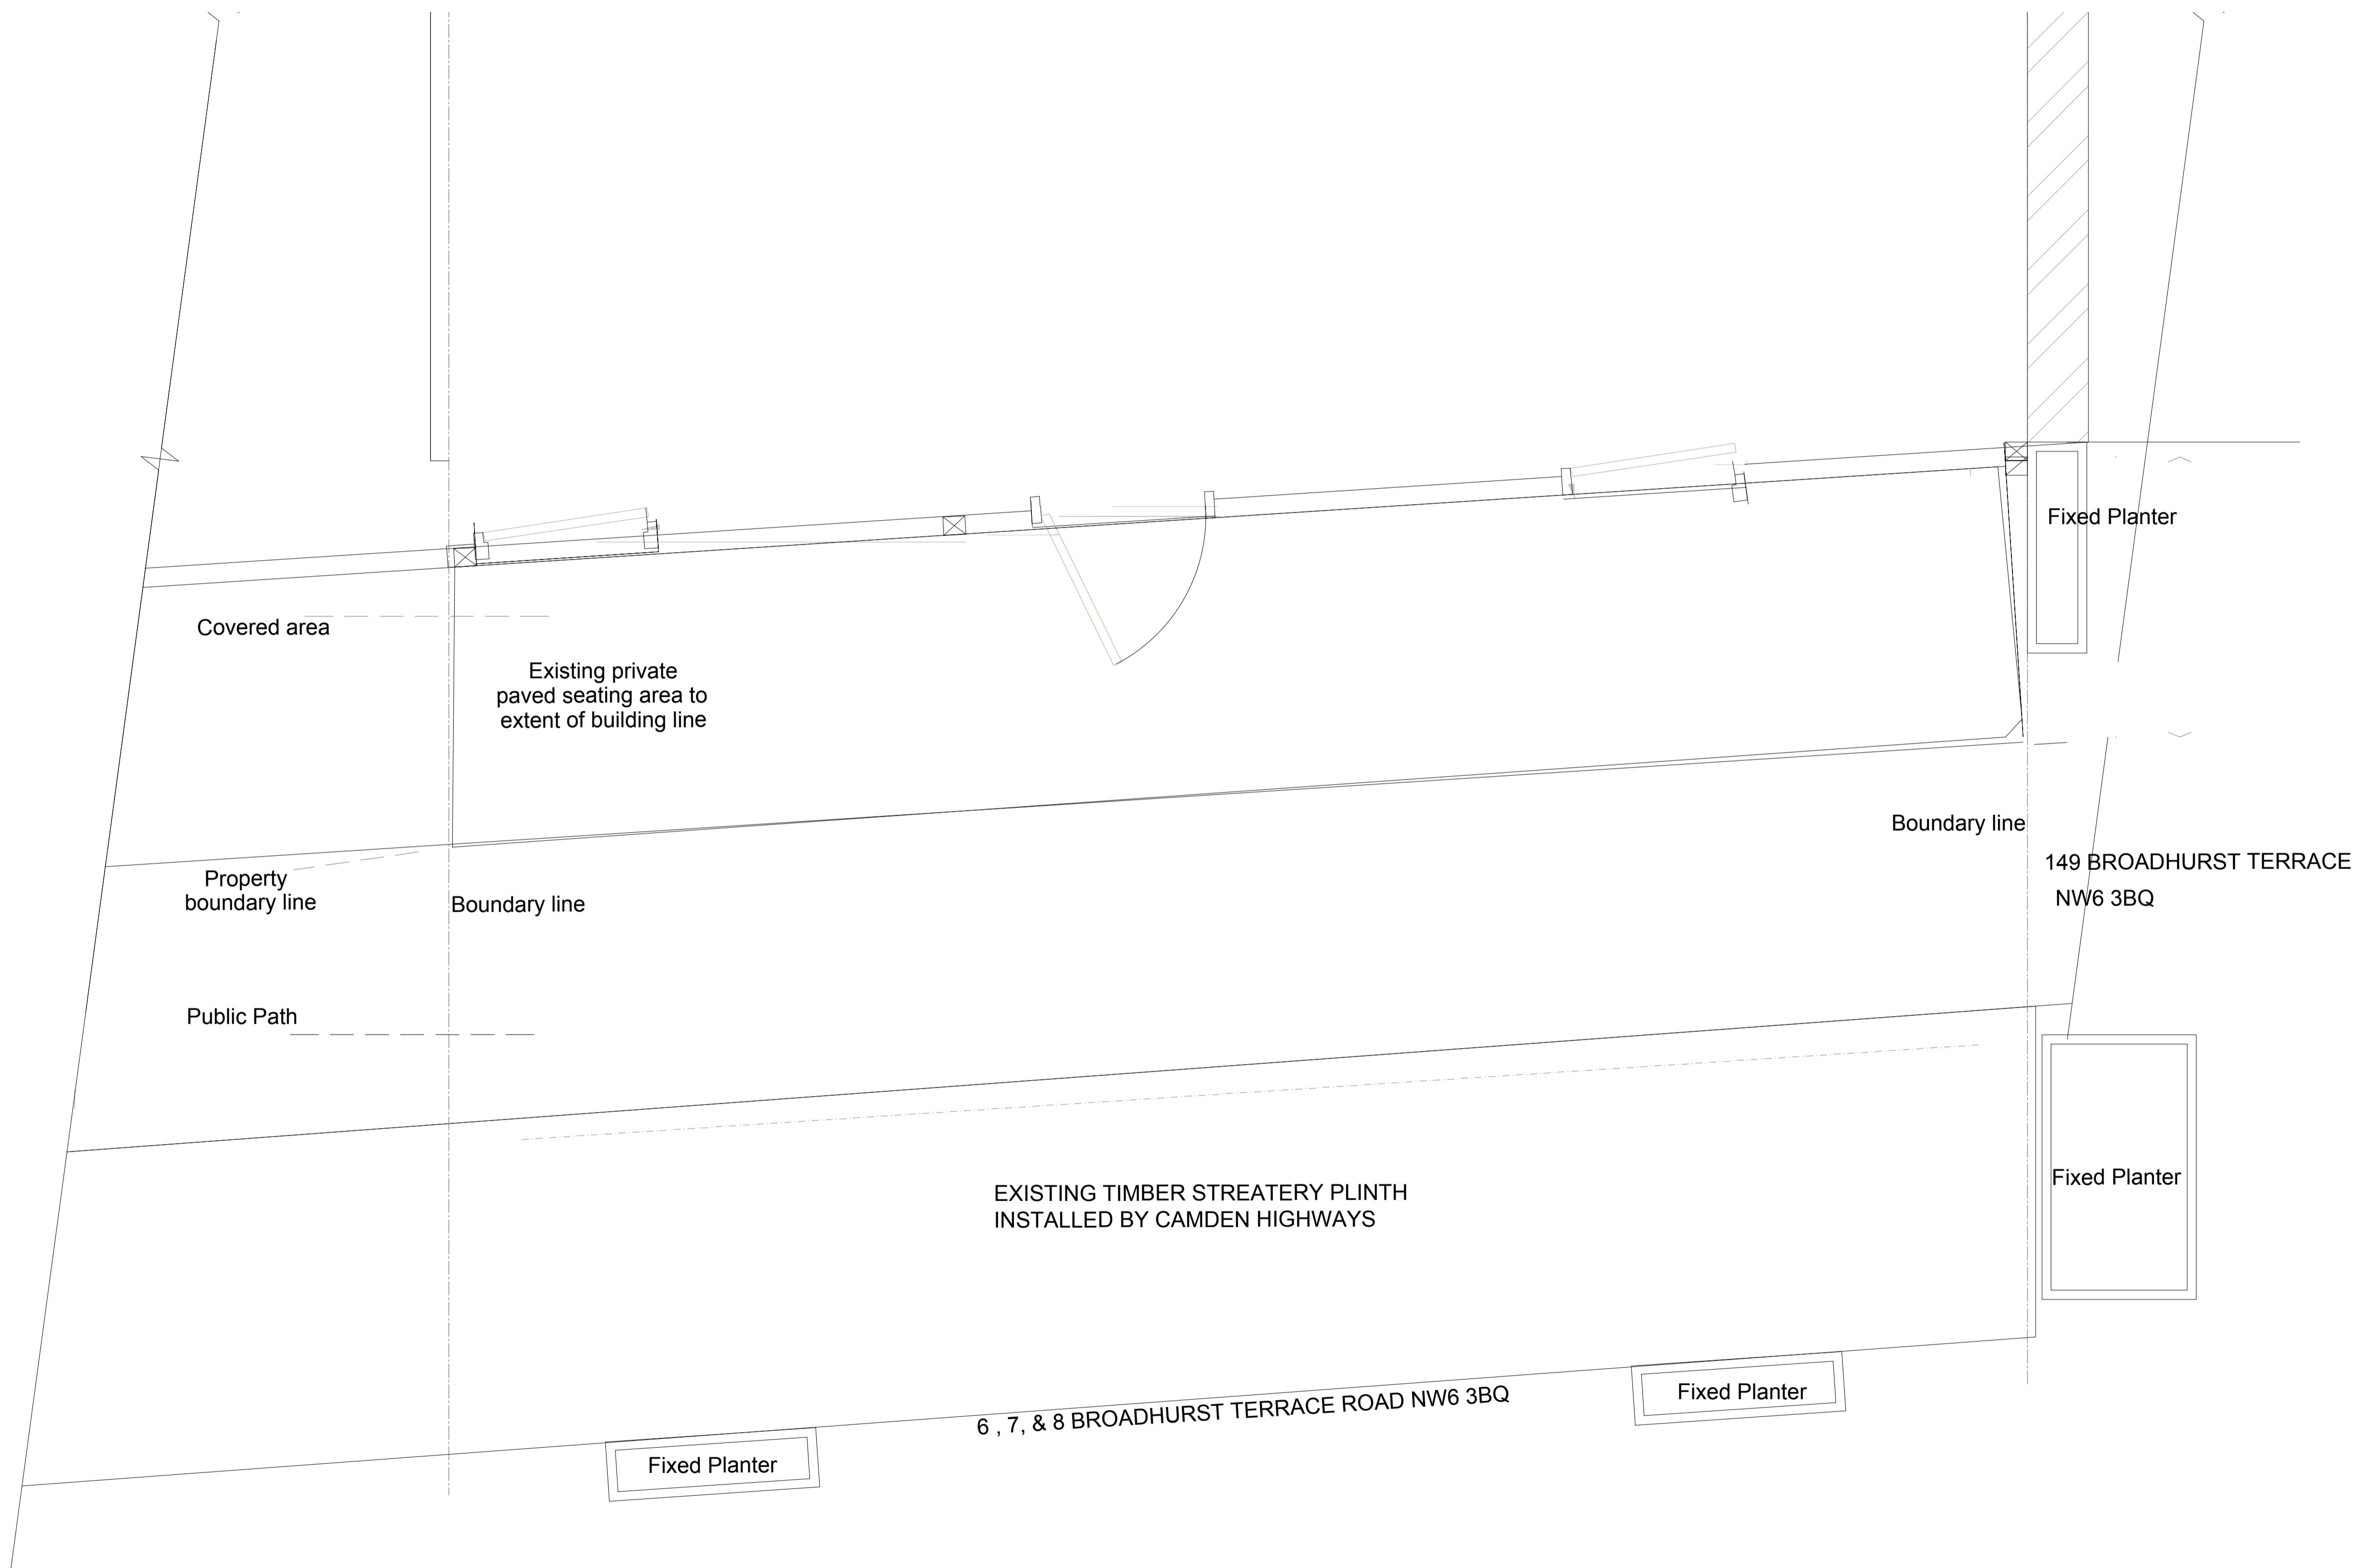 Fixed Planter
Covered area
Existing private
paved seating area to
extent of building line
Boundary line
149 BROADHURST TERRACE
NW6 3BQ
Property
boundary line
Boundary line
Public Path
EXISTING TIMBER STREATERY PLINTH
INSTALLED BY CAMDEN HIGHWAYS
Fixed Planter
6 , 7, & 8 BROADHURST TERRACE ROAD NW6 3BQ
Fixed Planter
Fixed Planter